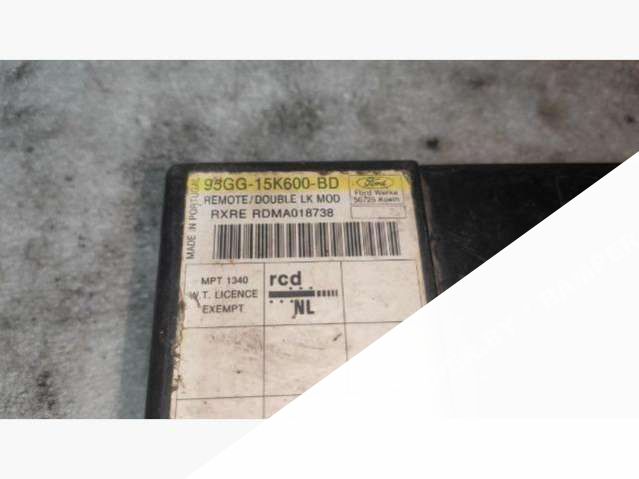 MADE IN PORTUGAL
93GG-15K600-BD
REMOTE/DOUBLE LK MOD
RXRE RDMA018738
Ford
Ford Werke
50725 Koeln
MPT 1340
W.T. LICENCE
EXEMPT
rcd
NL